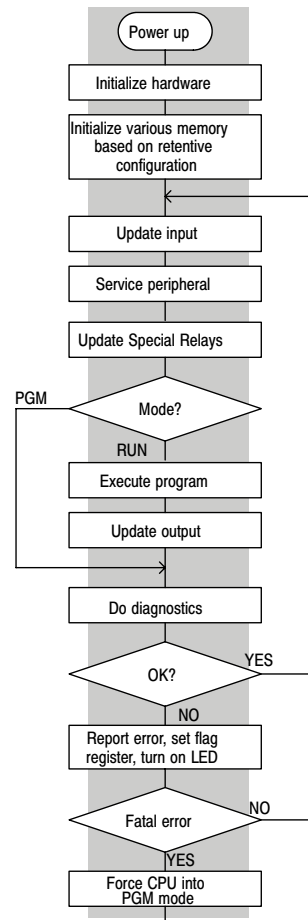 Power up
Initialize hardware
Initialize various memory
based on retentive
configuration
Update input
Service peripheral
Update Special Relays
PGM
Mode?
RUN
Execute program
Update output
Do diagnostics
OK?
YES
NO
Report error, set flag
register, turn on LED
Fatal error
NO
YES
Force CPU into
PGM mode